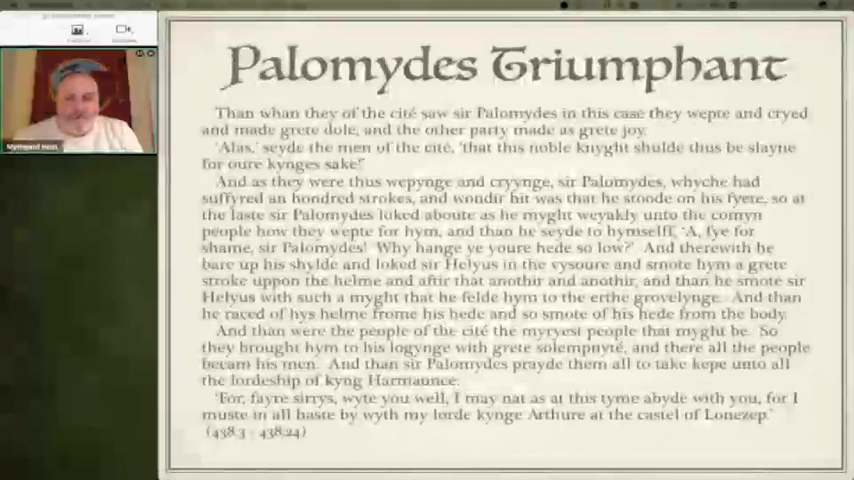 Palomydes Triumphant
Than whan they of the cité saw sir Palomydes in this case they wepte and cryed
and made grete dole, and the other party made as grete joy.
'Alas,' seyde the men of the cité, 'that this noble knyght shulde thus be slayne
for oure kynges sake!'
And as they were thus wepynge and cryynge, sir Palomydes, whyche had
suffyred an hondred strokes, and wondir hit was that he stoode on his fyete, so at
the laste sir Palomydes loked aboute as he myght weyakly unto the comyn
people how they wepte for hym, and than he seyde to hymselff, 'A, fye for
shame, sir Palomydes! Why hange ye youre hede so low?' And therewith he
bare up his shylde and loked sir Helyus in the vysoure and smote hym a grete
stroke uppon the helme and aftir that anothir and anothir, and than he smote sir
Helyus with such a myght that he felde hym to the erthe grovelynge. And than
he raced of hys helme frome his hede and so smote of his hede from the body.
And than were the people of the cité the myryest people that myght be. So
they brought hym to his logynge with grete solempnyté, and there all the people
becam his men. And than sir Palomydes prayde them all to take kepe unto all
the lordeship of kyng Harmaunce:
'For, fayre sirrys, wyte you well, I may nat as at this tyme abyde with you, for I
muste in all haste by wyth my lorde kynge Arthure at the castel of Lonezep.'
(438.3 - 438.24)